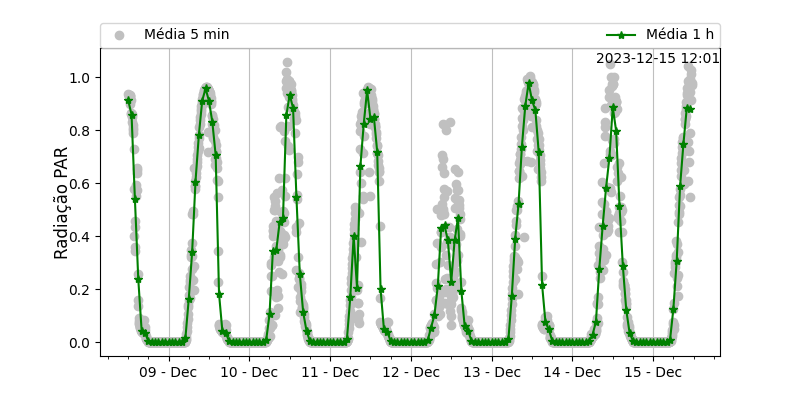 Média 5 min
Média 1 h
2023-12-15 12:01
Radiação PAR
1.0
0.8
0.6
0.4
0.2
0.0
09 - Dec
10 - Dec
11 - Dec
12 - Dec
13 - Dec
14 - Dec
15 - Dec